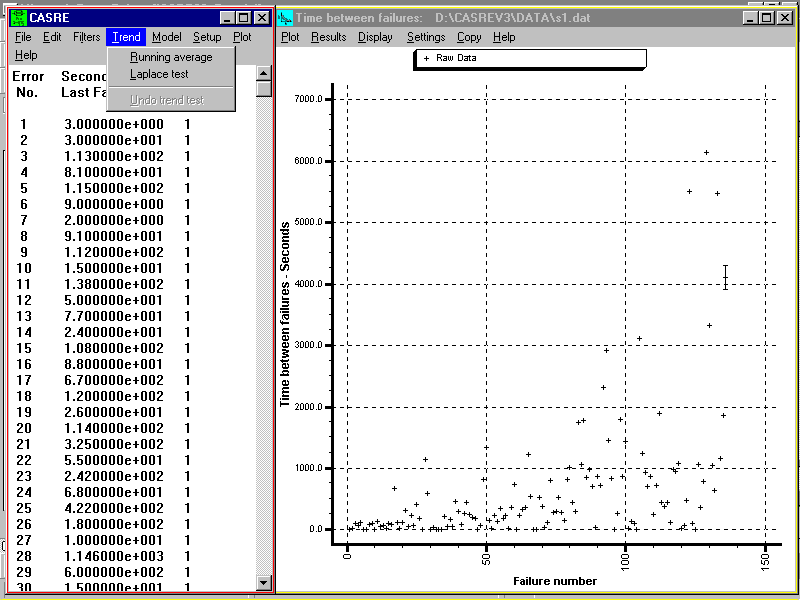 CASRE
File Edit Filters Trend Model Setup Plot
Help
Running average
Laplace test
Undo trend test
Error Secon
No. Last Fa
1 3.000000e+000 1
2 3.000000e+001 1
3 1.130000e+002 1
4 8.100000e+001 1
5 1.150000e+002 1
6 9.000000e+000 1
7 2.000000e+000 1
8 9.100000e+001 1
9 1.120000e+002 1
10 1.500000e+001 1
11 1.380000e+002 1
12 5.000000e+001 1
13 7.700000e+001 1
14 2.400000e+001 1
15 1.080000e+002 1
16 8.800000e+001 1
17 6.700000e+002 1
18 1.200000e+002 1
19 2.600000e+001 1
20 1.140000e+002 1
21 3.250000e+002 1
22 5.500000e+001 1
23 2.420000e+002 1
24 6.800000e+001 1
25 4.220000e+002 1
26 1.800000e+002 1
27 1.000000e+001 1
28 1.146000e+003 1
29 6.000000e+002 1
30 1.500000e+001 1
Time between failures: D:\CASREV3\DATA\s1.dat
Plot Results Display Settings Copy Help
+ Raw Data
7000.0
6000.0
5000.0
4000.0
3000.0
2000.0
1000.0
0.0
Time between failures - Seconds
0 50 100 150
Failure number